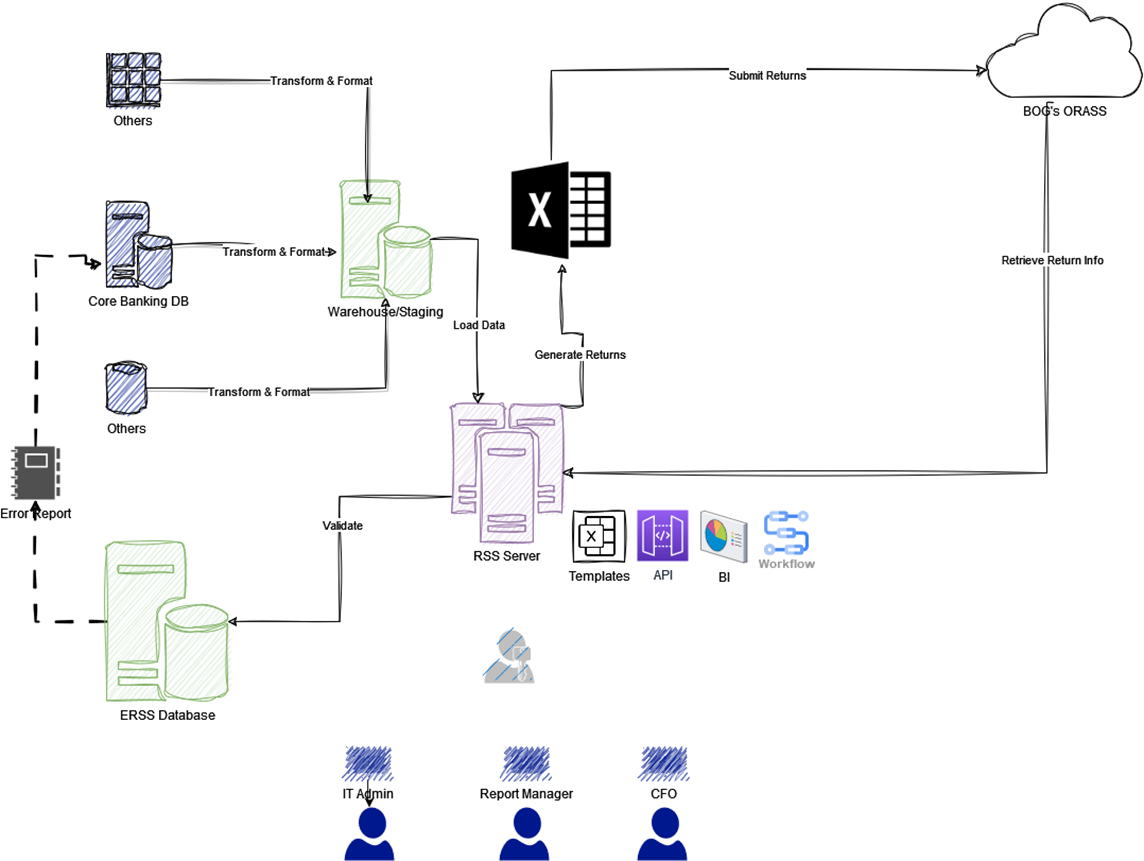 Transform & Format
Submit Returns
BOG's ORASS
Others
X
Transform & Format
Retrieve Return Info
Core Banking DB
Warehouse/Staging
Load Data
Generate Returns
Transform & Format
Others
Error Report
Validate
X
</>
RSS Server
Templates
API
BI
Workflow
ERSS Database
IT Admin
Report Manager
CFO